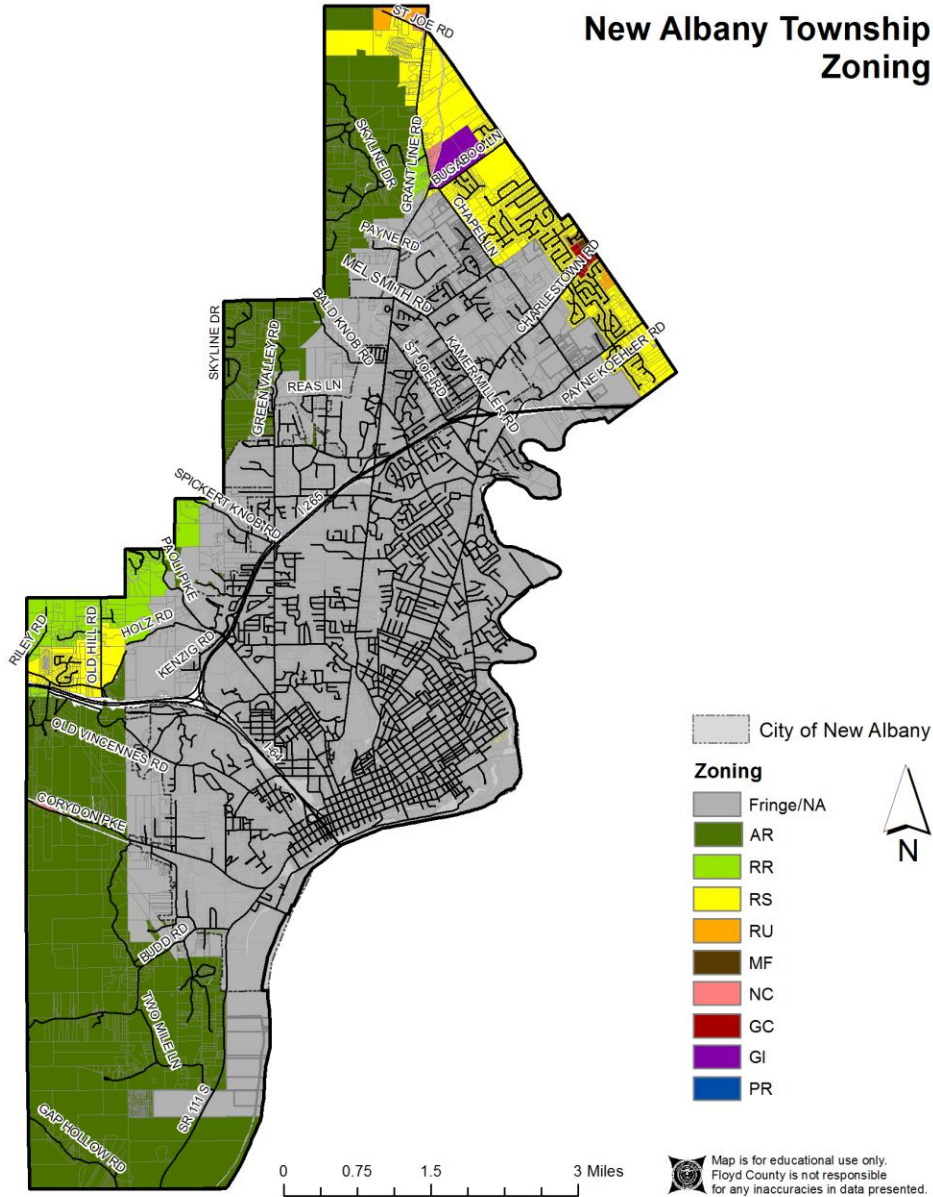 New Albany Township
Zoning
ST JOE RD
SKYLINE DR
GRANT LINE RD
BUGABOO LN
CHAPEL LN
PAYNE RD
MEL SMITH RD
CHARLESTOWN RD
SKYLINE DR
GREEN VALLEY RD
BALD KNOB RD
ST JOE RD
KAMER MILLER RD
PAYNE KOEHLER RD
REAS LN
SPICKERT KNOB RD
I 265
PAOLI PIKE
RILEY RD
OLD HILL RD
HOLZ RD
KENZIG RD
OLD VINCENNES RD
I-64
CORYDON PKE
BUDD RD
TWO MILE LN
SR 111 S
GAP HOLLOW RD
City of New Albany
Zoning
Fringe/NA
AR
RR
RS
RU
MF
NC
GC
GI
PR
N
0 0.75 1.5 3 Miles
Map is for educational use only.
Floyd County is not responsible
for any inaccuracies in data presented.